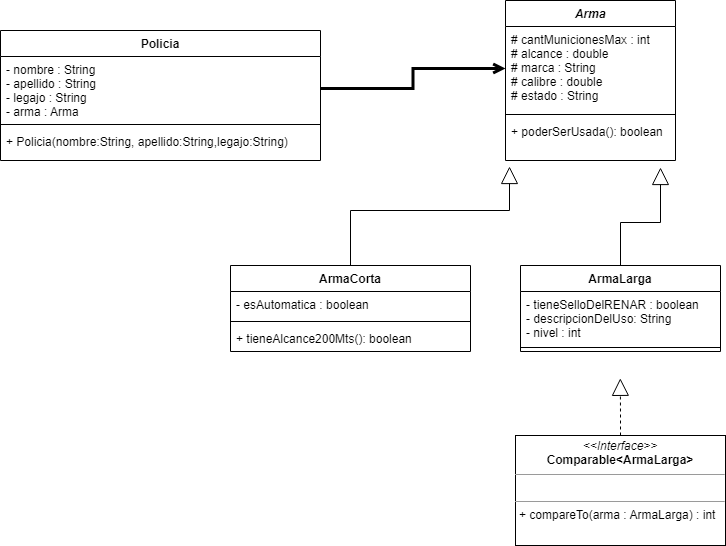 Policia
- nombre : String
- apellido : String
- legajo : String
- arma : Arma
+ Policia(nombre:String, apellido:String,legajo:String)
Arma
# cantMunicionesMax : int
# alcance : double
# marca : String
# calibre : double
# estado : String
+ poderSerUsada(): boolean
ArmaCorta
- esAutomatica : boolean
+ tieneAlcance200Mts(): boolean
ArmaLarga
- tieneSelloDelRENAR : boolean
- descripcionDelUso: String
- nivel : int
<<Interface>>
Comparable<ArmaLarga>
+ compareTo(arma : ArmaLarga) : int